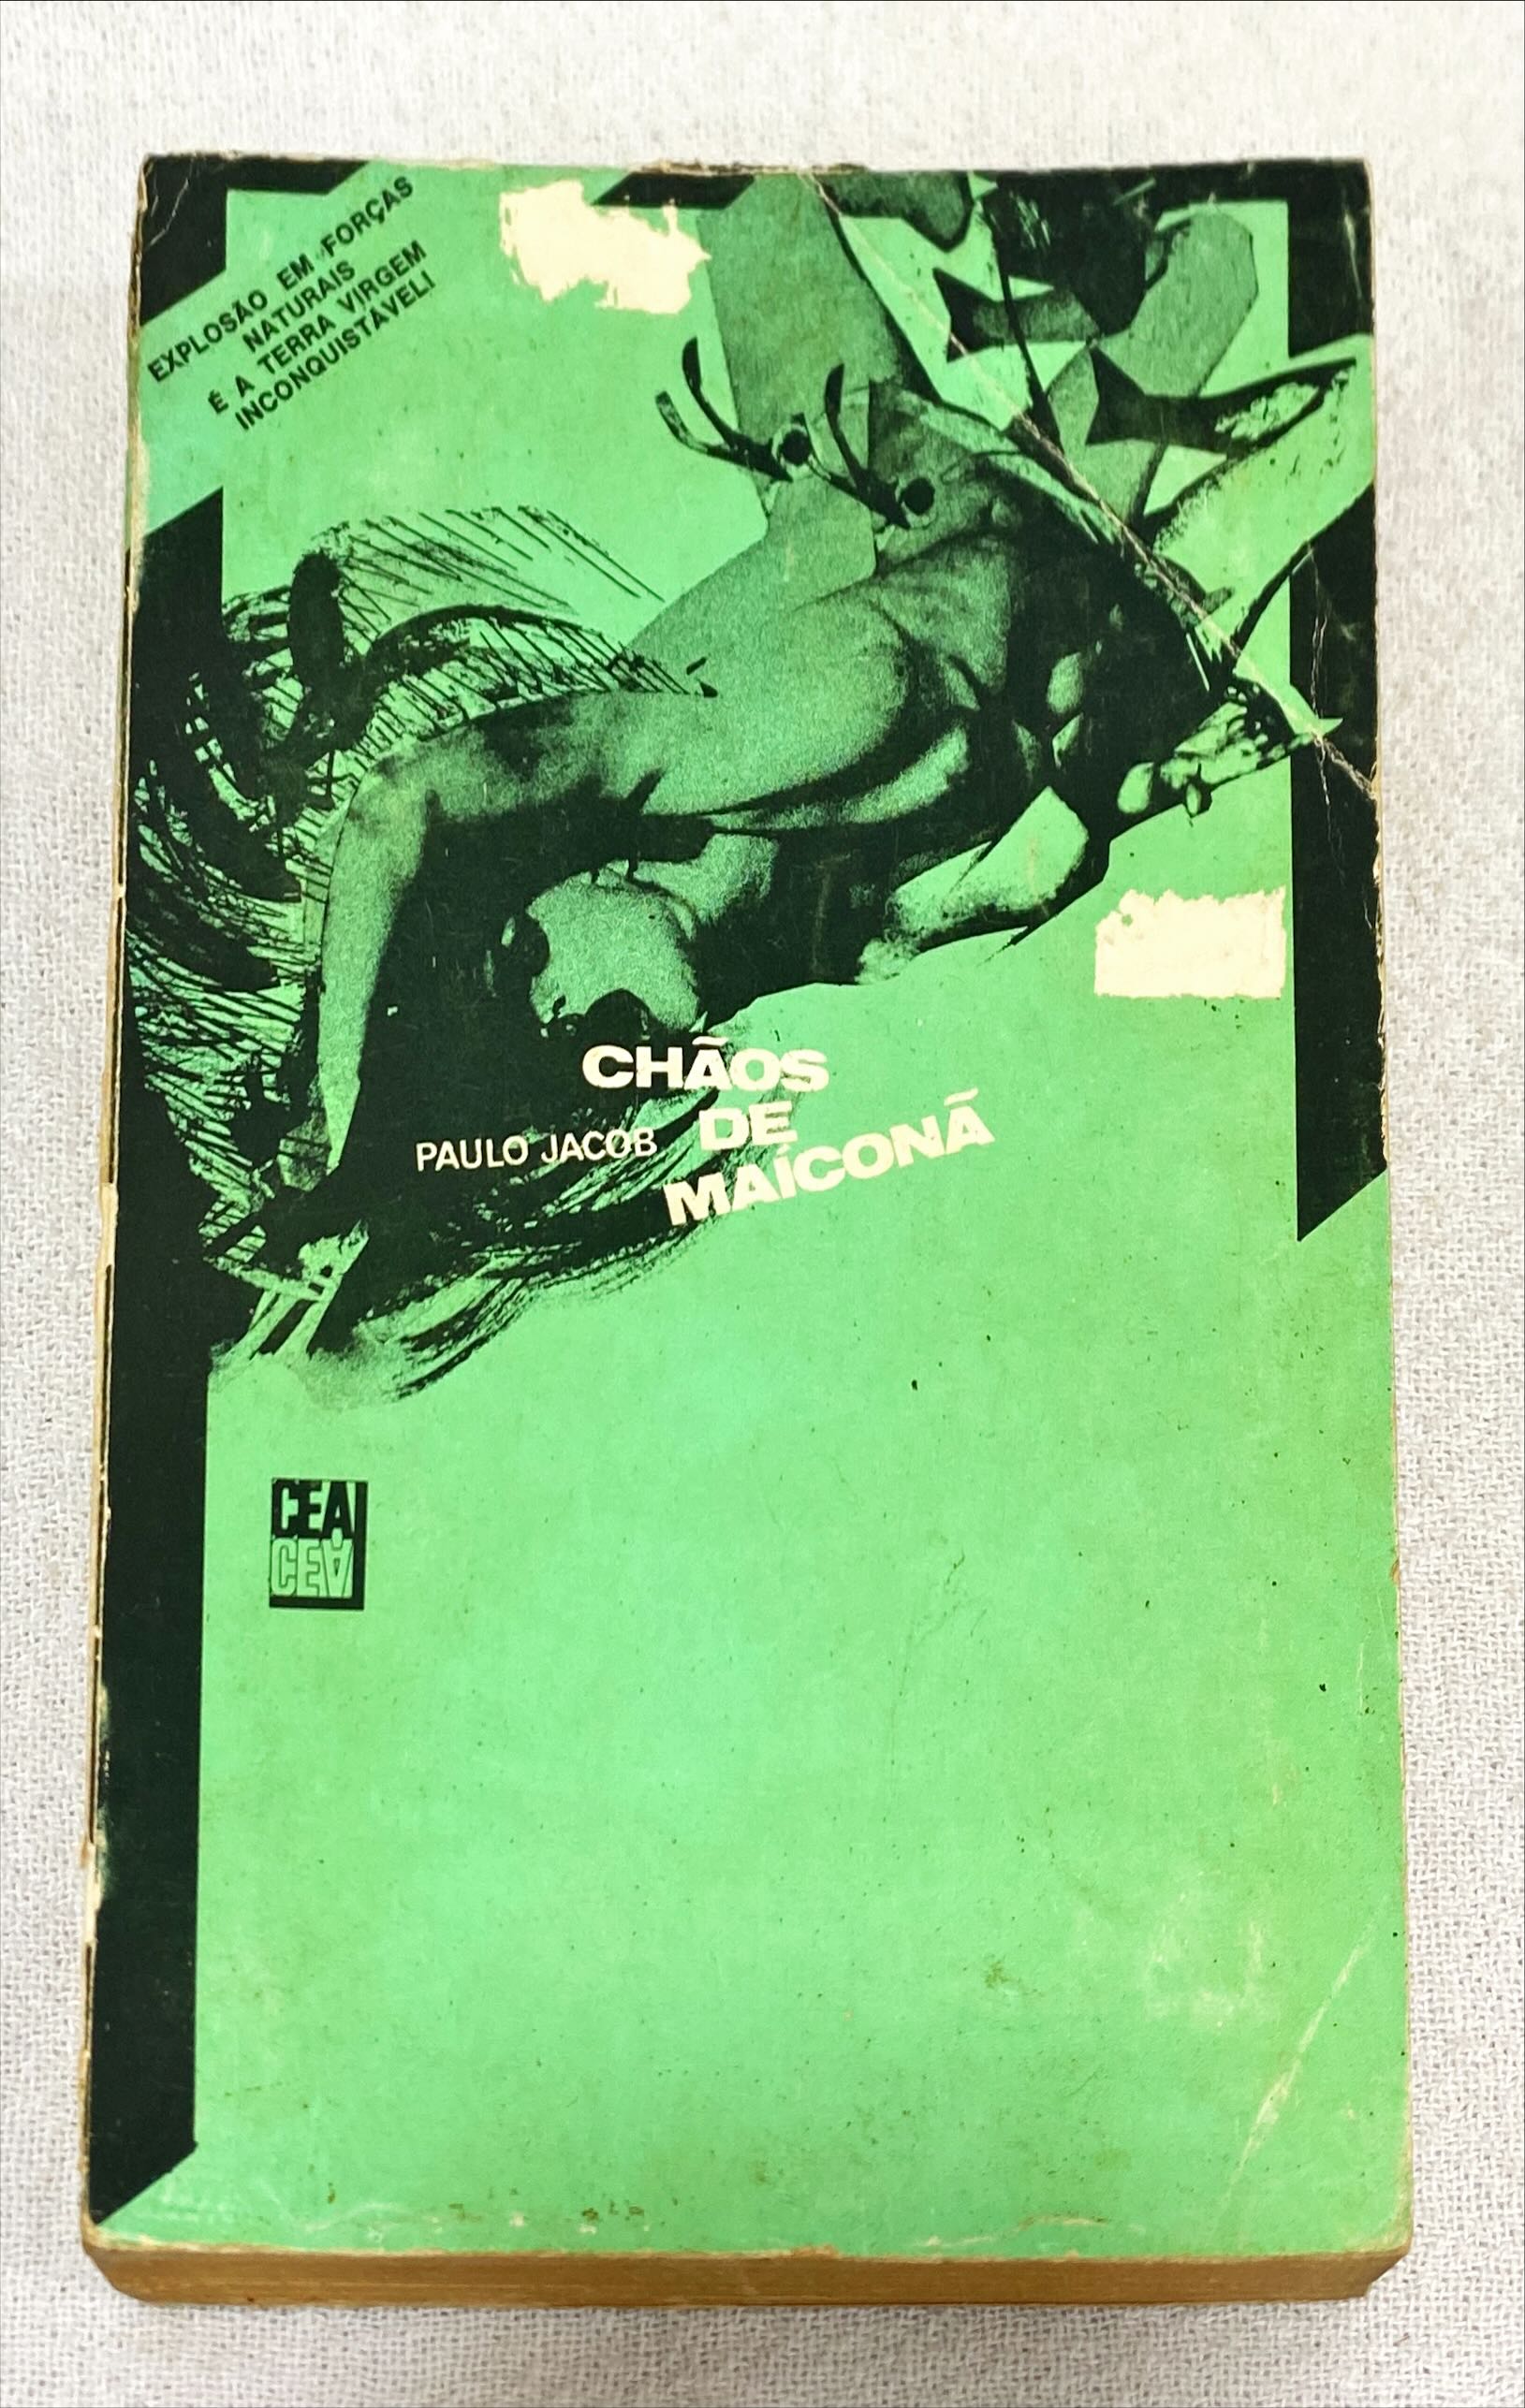 EXPLOSÃO EM FORÇAS
NATURAIS
É A TERRA VIRGEM
INCONQUISTÁVEL!
CHÃOS
DE
MAÍCONÃ
PAULO JACOB
CEA
CEA